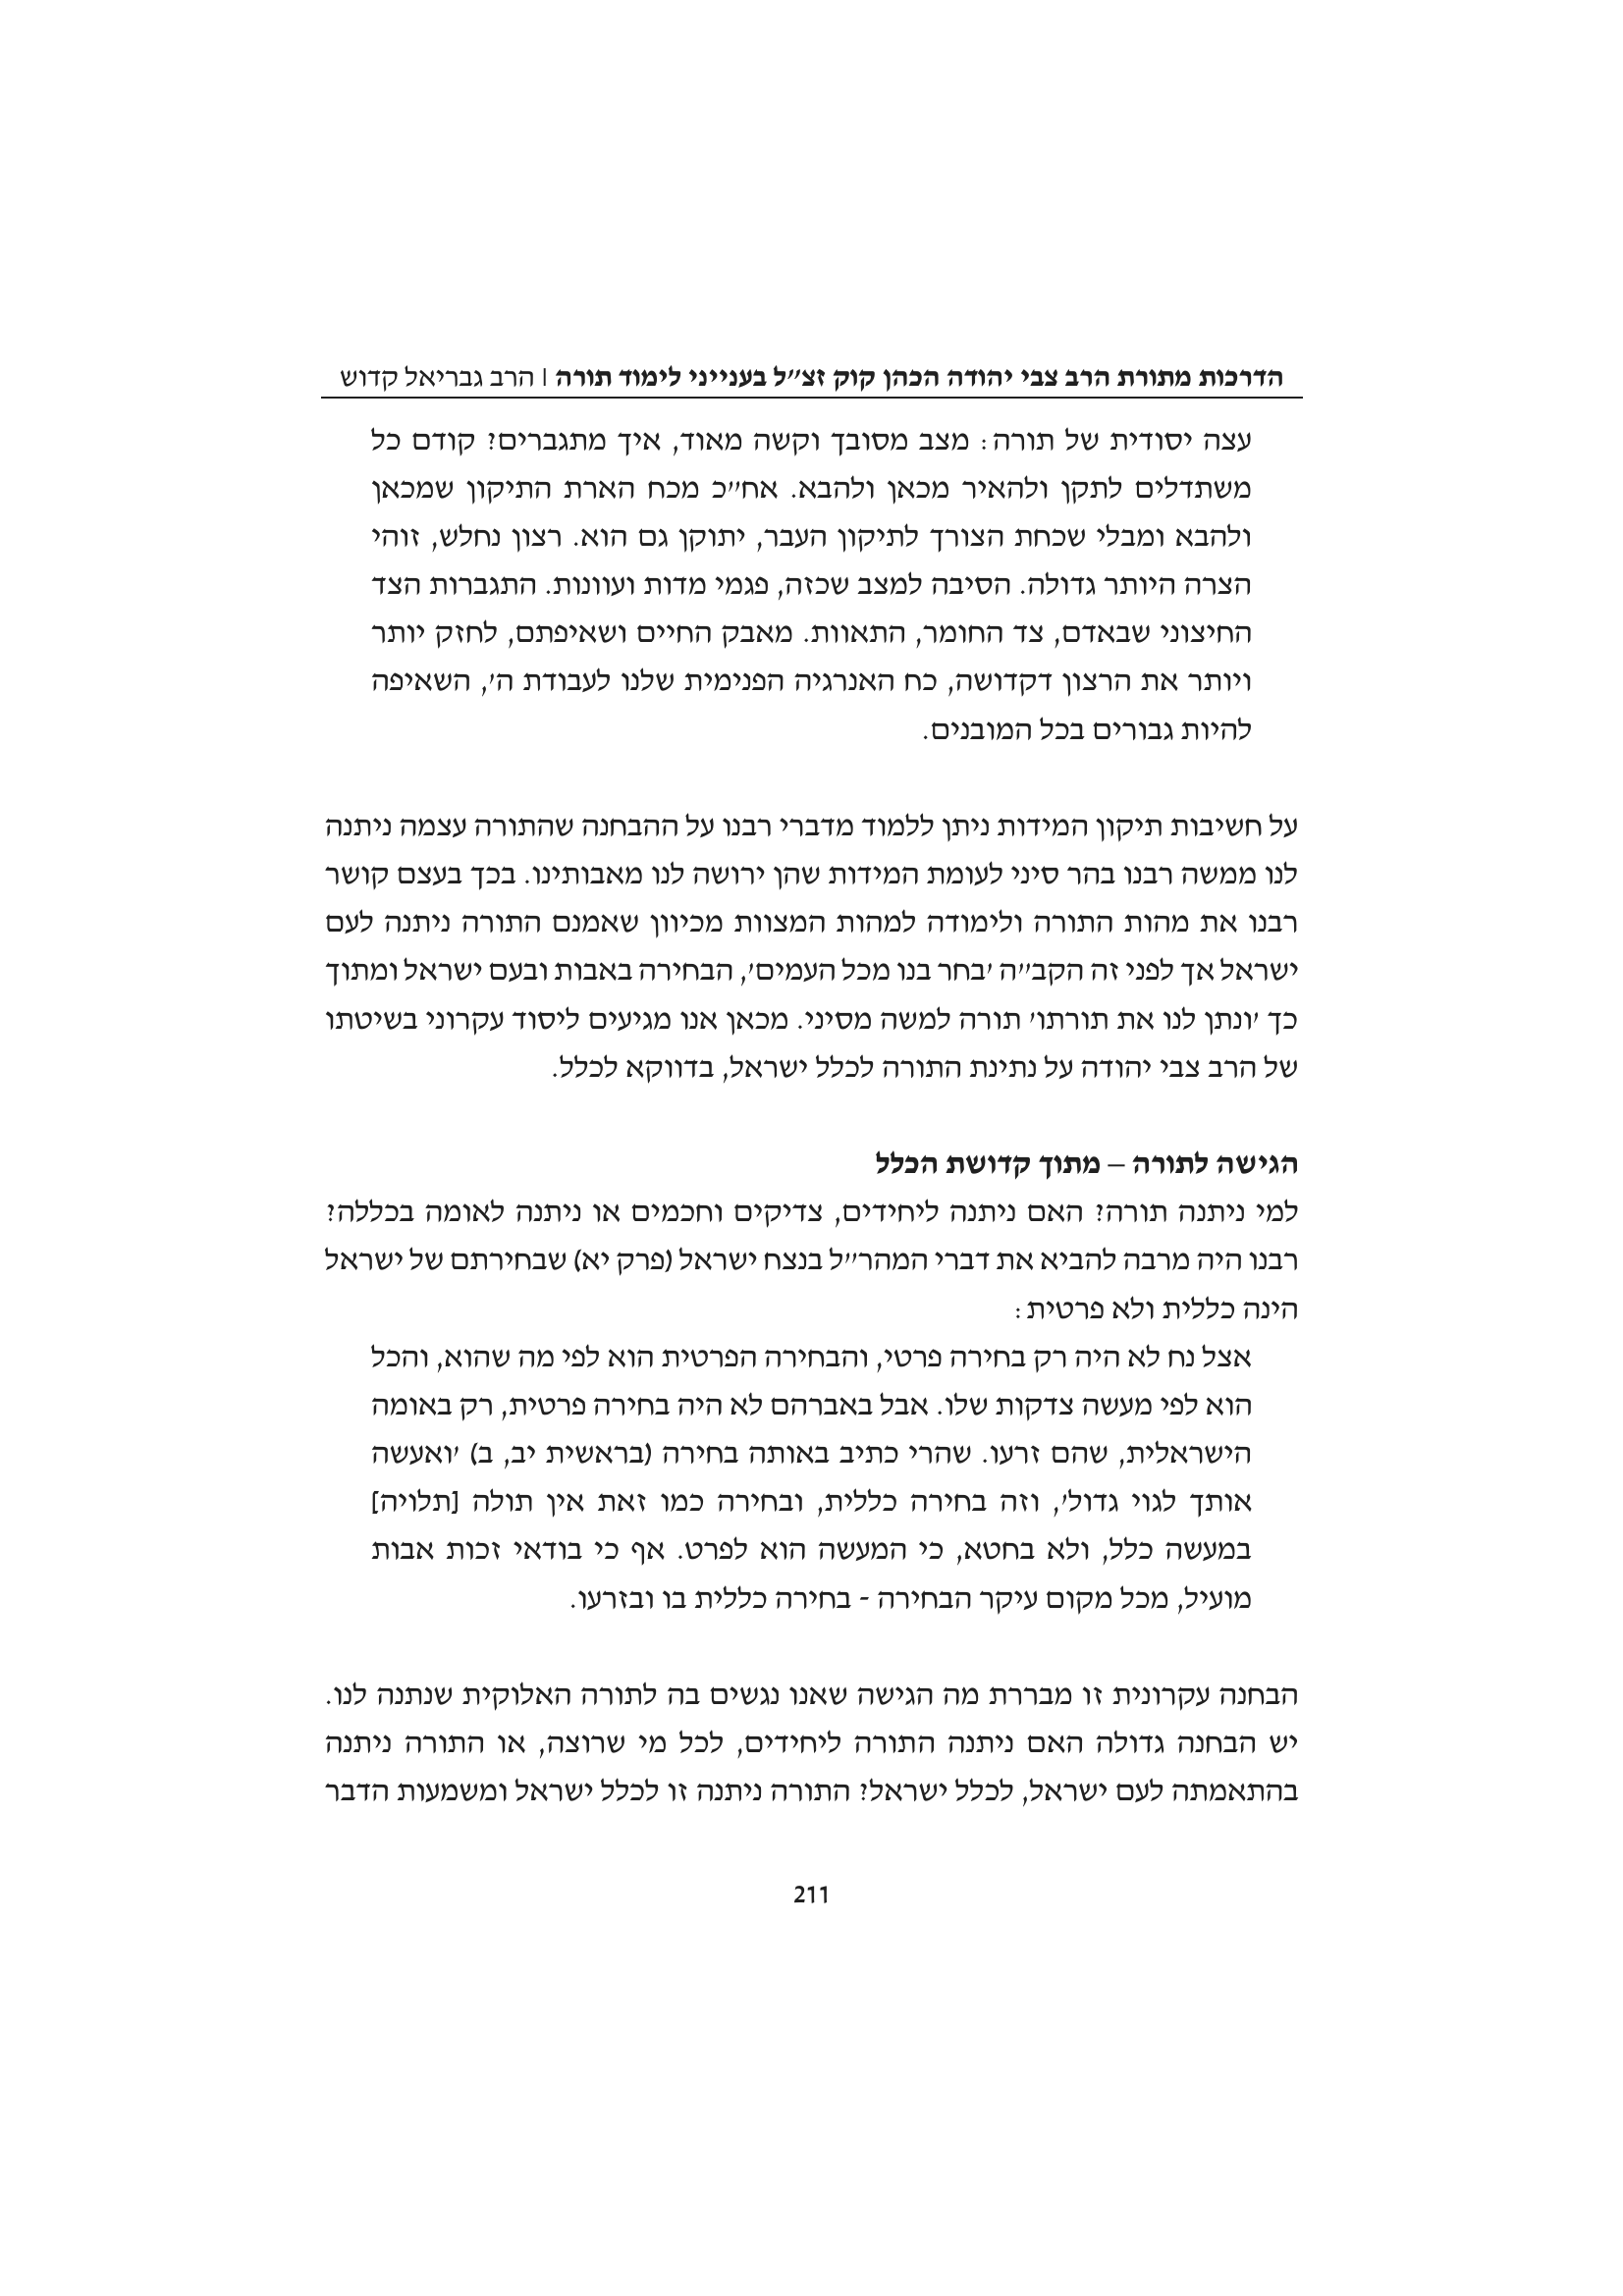 הדרכות מתורת הרב צבי יהודה הכהן קוק זצ״ל בענייני לימוד תורה | הרב גבריאל קדוש
עצה יסודית של תורה: מצב מסובך וקשה מאוד, איך מתגברים? קודם כל
משתדלים לתקן ולהאיר מכאן ולהבא. אח״כ מכח הארת התיקון שמכאן
ולהבא ומבלי שכחת הצורך לתיקון העבר, יתוקן גם הוא. רצון נחלש, זוהי
הצרה היותר גדולה. הסיבה למצב שכזה, פגמי מדות ועוונות. התגברות הצד
החיצוני שבאדם, צד החומר, התאוות. מאבק החיים ושאיפתם, לחזק יותר
ויותר את הרצון דקדושה, כח האנרגיה הפנימית שלנו לעבודת ה׳, השאיפה
להיות גבורים בכל המובנים.
על חשיבות תיקון המידות ניתן ללמוד מדברי רבנו על ההבחנה שהתורה עצמה ניתנה
לנו ממשה רבנו בהר סיני לעומת המידות שהן ירושה לנו מאבותינו. בכך בעצם קושר
רבנו את מהות התורה ולימודה למהות המצוות מכיוון שאמנם התורה ניתנה לעם
ישראל אך לפני זה הקב״ה ׳בחר בנו מכל העמים׳, הבחירה באבות ובעם ישראל ומתוך
כך ׳ונתן לנו את תורתו׳ תורה למשה מסיני. מכאן אנו מגיעים ליסוד עקרוני בשיטתו
של הרב צבי יהודה על נתינת התורה לכלל ישראל, בדווקא לכלל.
הגישה לתורה – מתוך קדושת הכלל
למי ניתנה תורה? האם ניתנה ליחידים, צדיקים וחכמים או ניתנה לאומה בכללה?
רבנו היה מרבה להביא את דברי המהר״ל בנצח ישראל (פרק יא) שבחירתם של ישראל
הינה כללית ולא פרטית:
אצל נח לא היה רק בחירה פרטי, והבחירה הפרטית הוא לפי מה שהוא, והכל
הוא לפי מעשה צדקות שלו. אבל באברהם לא היה בחירה פרטית, רק באומה
הישראלית, שהם זרעו. שהרי כתיב באותה בחירה (בראשית יב, ב) ׳ואעשה
אותך לגוי גדול׳, וזה בחירה כללית, ובחירה כמו זאת אין תולה [תלויה]
במעשה כלל, ולא בחטא, כי המעשה הוא לפרט. אף כי בודאי זכות אבות
מועיל, מכל מקום עיקר הבחירה - בחירה כללית בו ובזרעו.
הבחנה עקרונית זו מבררת מה הגישה שאנו נגשים בה לתורה האלוקית שנתנה לנו.
יש הבחנה גדולה האם ניתנה התורה ליחידים, לכל מי שרוצה, או התורה ניתנה
בהתאמתה לעם ישראל, לכלל ישראל? התורה ניתנה זו לכלל ישראל ומשמעות הדבר
211